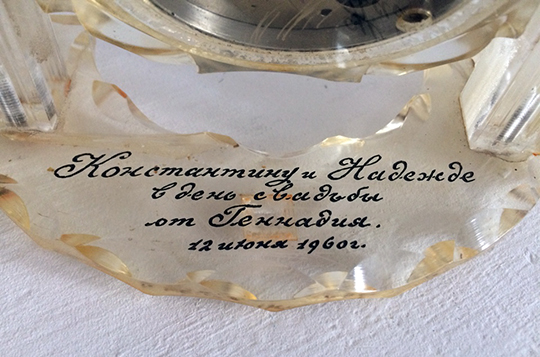 Константину и Надежде
в день свадьбы
от Геннадия.
12 июня 1960г.